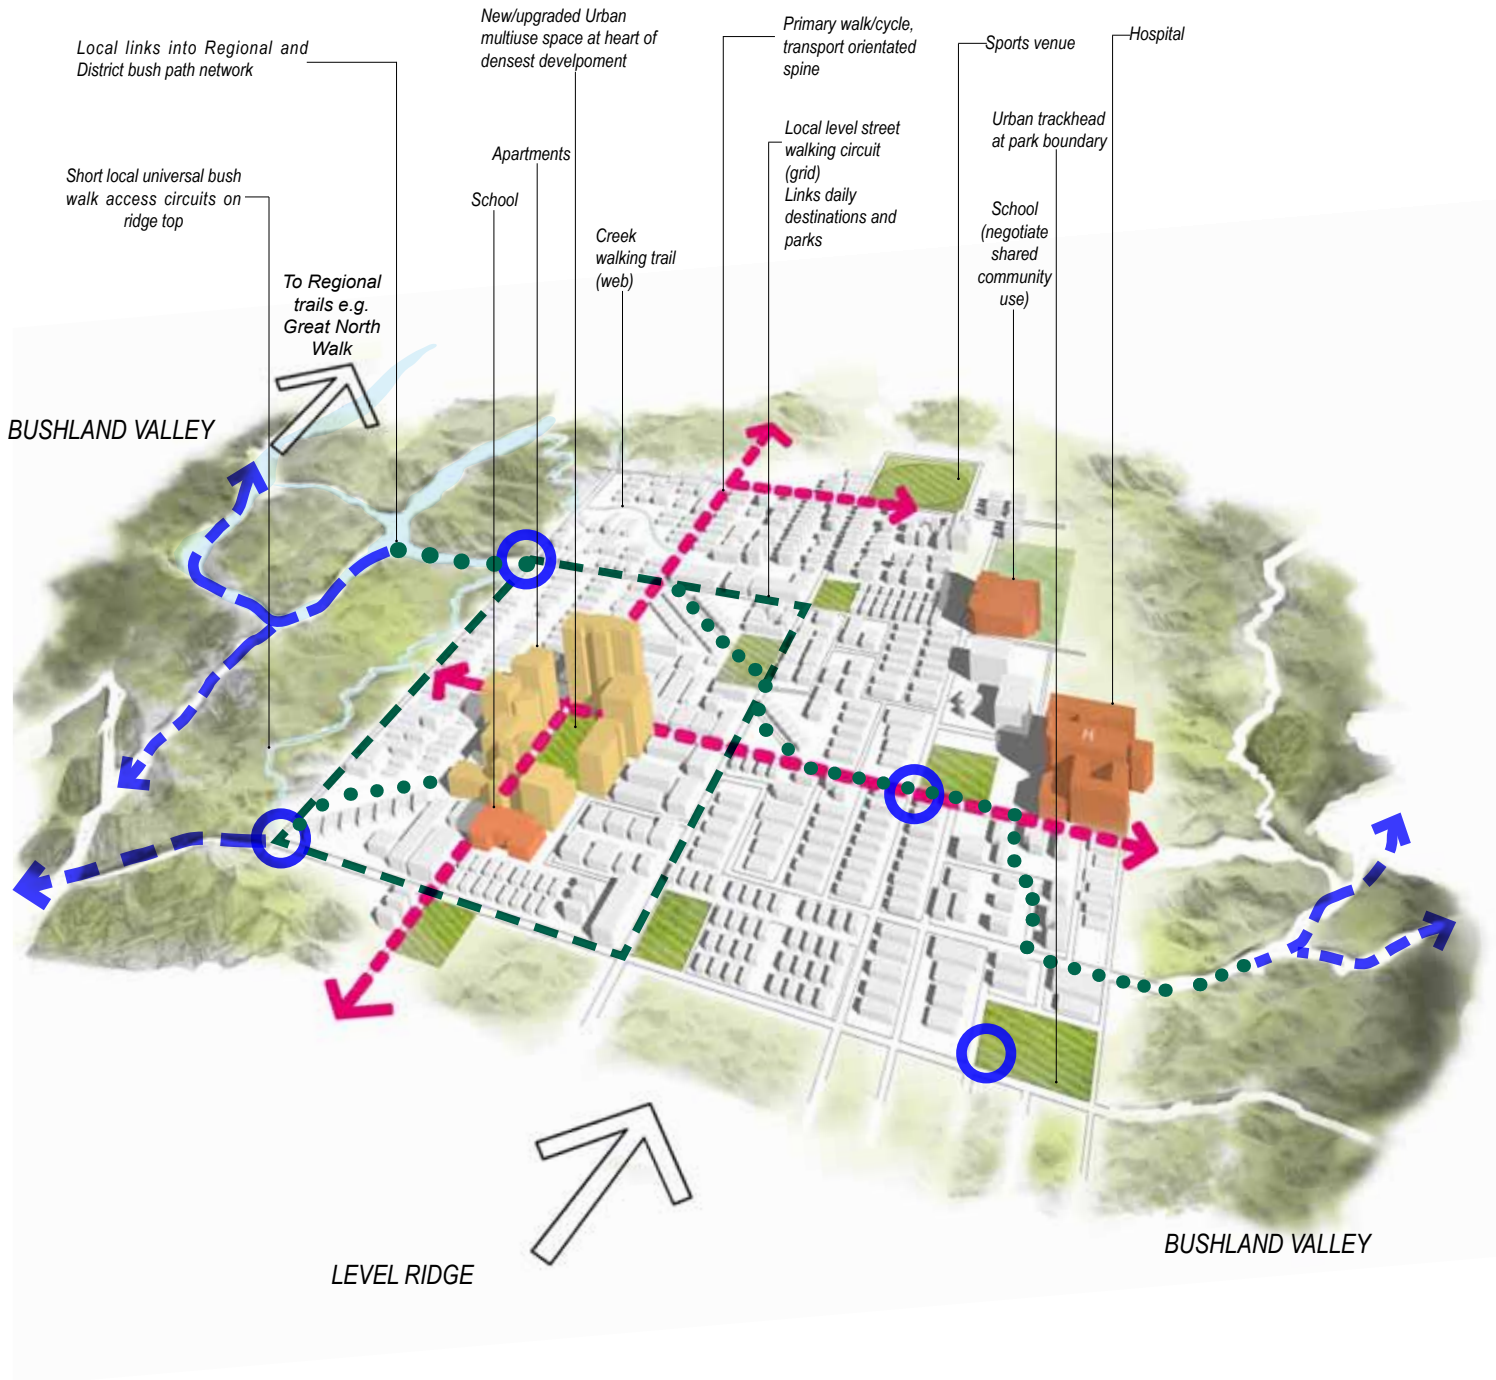 New/upgraded Urban
multiuse space at heart of
densest develpoment
Primary walk/cycle,
transport orientated
spine
Sports venue
Hospital
Local links into Regional and
District bush path network
Local level street
walking circuit
(grid)
Links daily
destinations and
parks
Urban trackhead
at park boundary
Apartments
Short local universal bush
walk access circuits on
ridge top
School
School
(negotiate
shared
community
use)
Creek
walking trail
(web)
To Regional
trails e.g.
Great North
Walk
BUSHLAND VALLEY
H
BUSHLAND VALLEY
LEVEL RIDGE